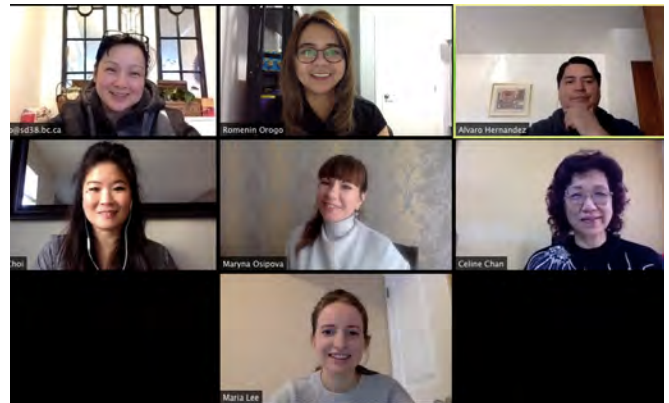 @sd38.bc.ca
Romenin Orogo
Alvaro Hernandez
Choi
Maryna Osipova
Celine Chan
Maria Lee